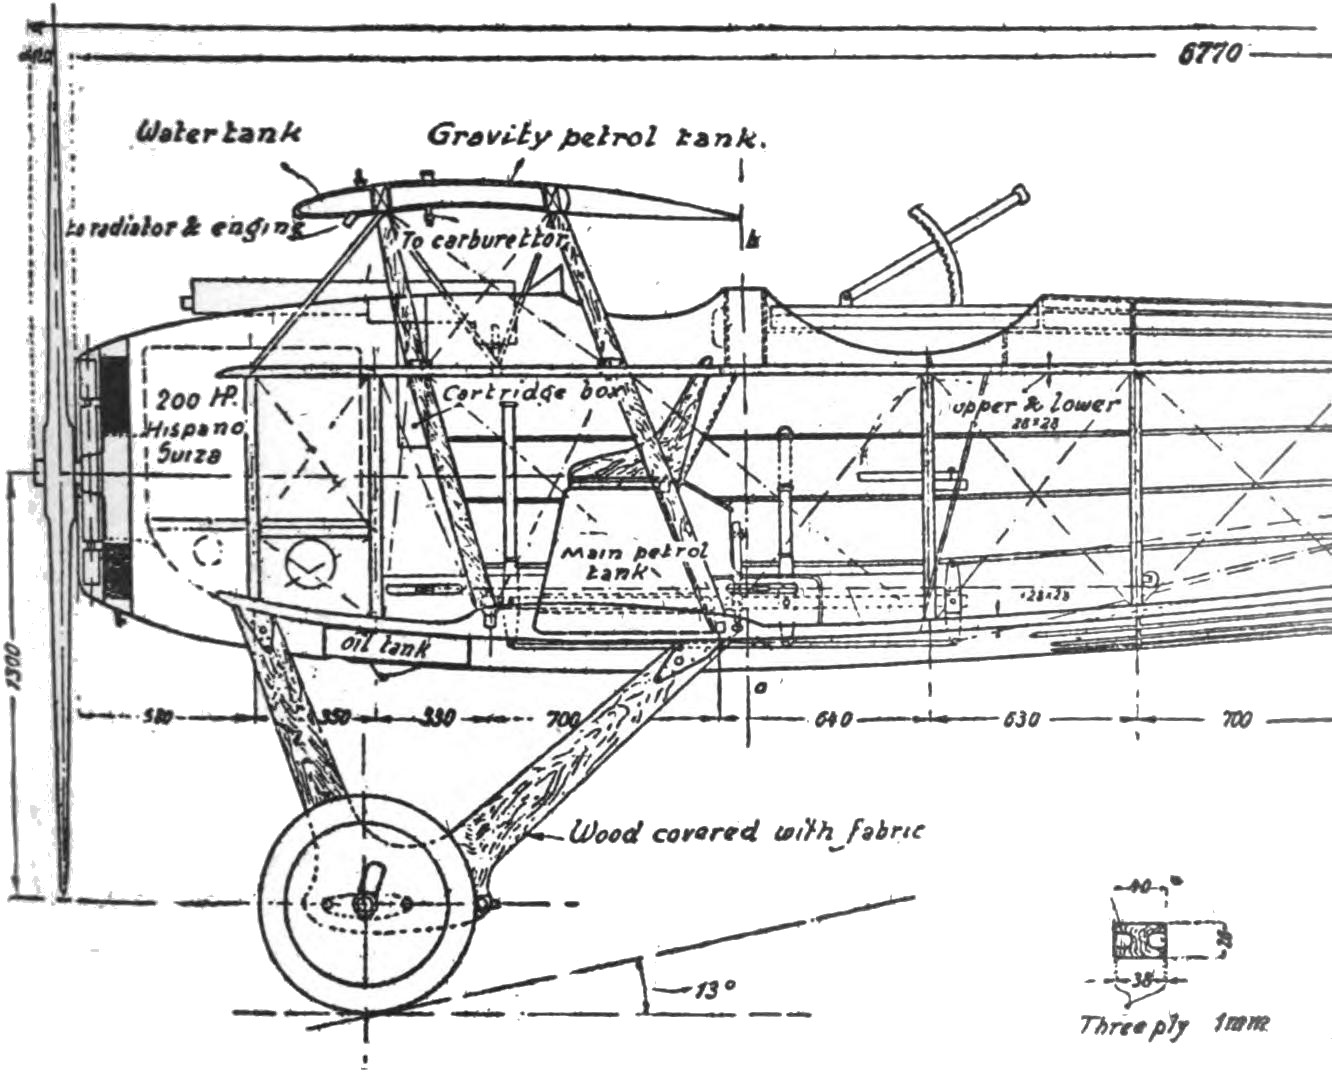 6770
Water tank
Gravity petrol tank.
to radiator & engine
To carburettor
b
Cartridge box
200 HP.
Hispano
Suiza
upper & lower
28×28
Main petrol
tank
28×28
oil tank
1300
580
350
330
700
a
640
630
700
Wood covered with fabric
13°
40
28
38
Three ply 1mm